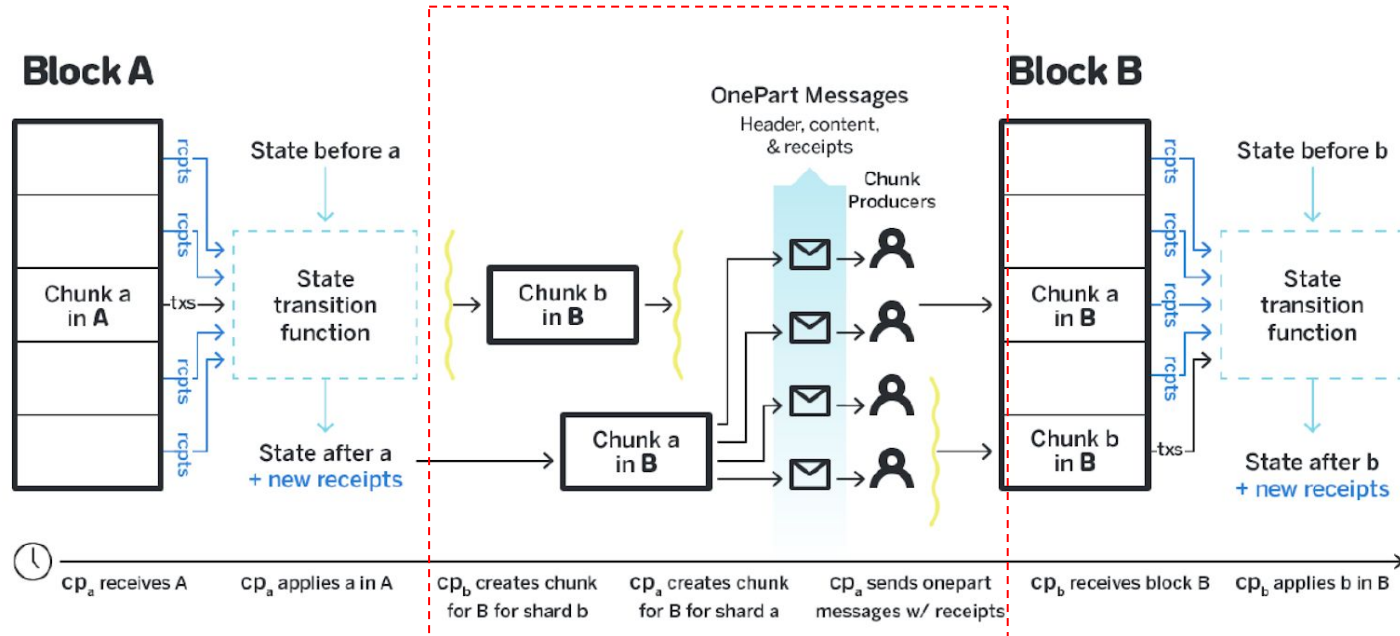 Block A
rcpts
rcpts
Chunk a
in A
txs
rcpts
rcpts
State before a
State
transition
function
State after a
+ new receipts
Chunk b
in B
Chunk a
in B
OnePart Messages
Header, content,
& receipts
Chunk
Producers
Block B
Chunk a
in B
Chunk b
in B
rcpts
rcpts
rcpts
rcpts
txs
State before b
State
transition
function
State after b
+ new receipts
cpa receives A
cpa applies a in A
cpb creates chunk
for B for shard b
cpa creates chunk
for B for shard a
cpa sends onepart
messages w/ receipts
cpb receives block B
cpb applies b in B